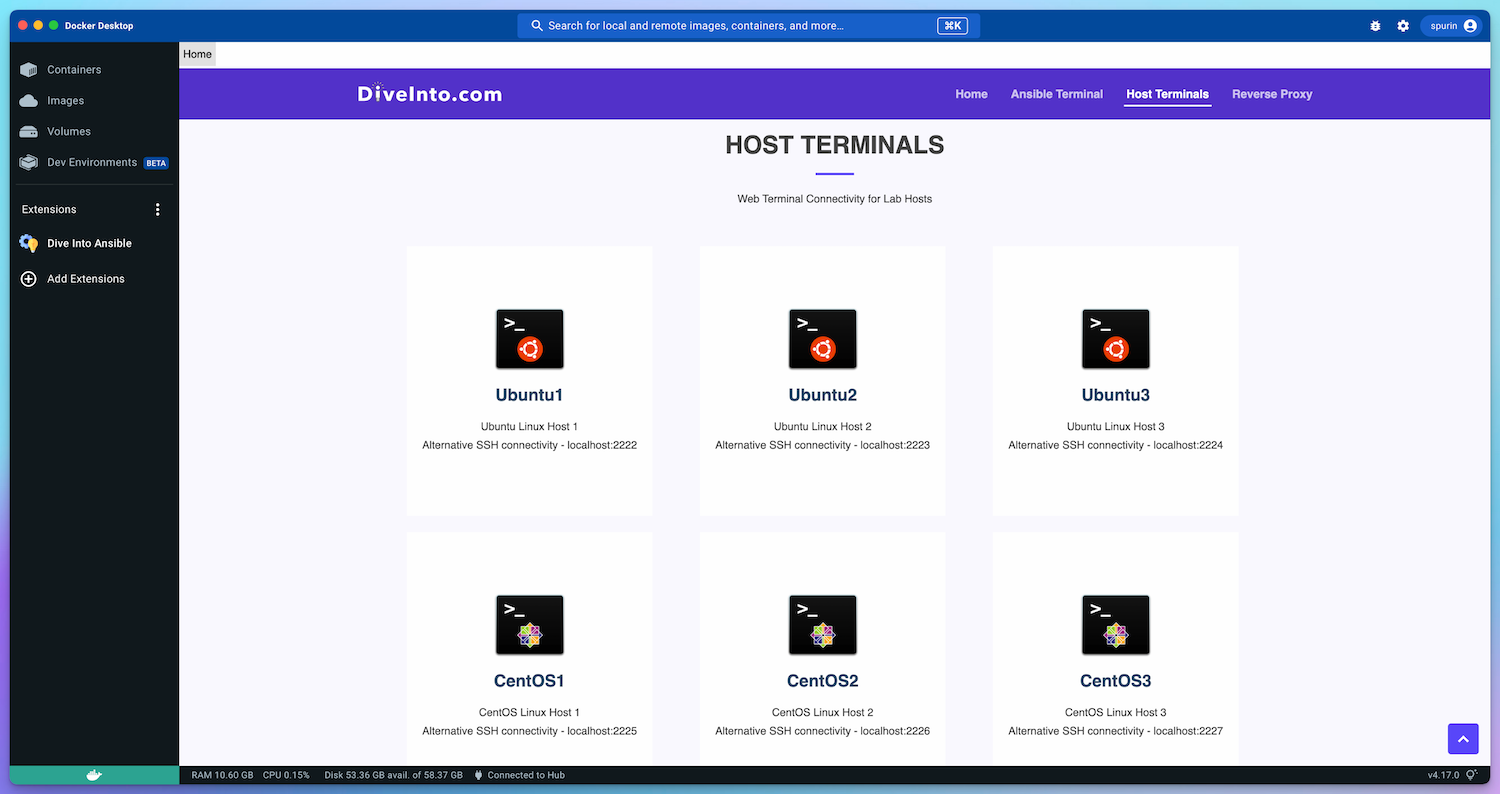 Docker Desktop
Search for local and remote images, containers, and more...
⌘K
spurin
Containers
Images
Volumes
Dev Environments BETA
Extensions
Dive Into Ansible
Add Extensions
Home
DiveInto.com
Home Ansible Terminal Host Terminals Reverse Proxy
HOST TERMINALS
Web Terminal Connectivity for Lab Hosts
>_
>_
>_
Ubuntu1
Ubuntu Linux Host 1
Alternative SSH connectivity - localhost:2222
Ubuntu2
Ubuntu Linux Host 2
Alternative SSH connectivity - localhost:2223
Ubuntu3
Ubuntu Linux Host 3
Alternative SSH connectivity - localhost:2224
>_
>_
>_
CentOS1
CentOS Linux Host 1
Alternative SSH connectivity - localhost:2225
CentOS2
CentOS Linux Host 2
Alternative SSH connectivity - localhost:2226
CentOS3
CentOS Linux Host 3
Alternative SSH connectivity - localhost:2227
RAM 10.60 GB CPU 0.15% Disk 53.36 GB avail. of 58.37 GB Connected to Hub
v4.17.0